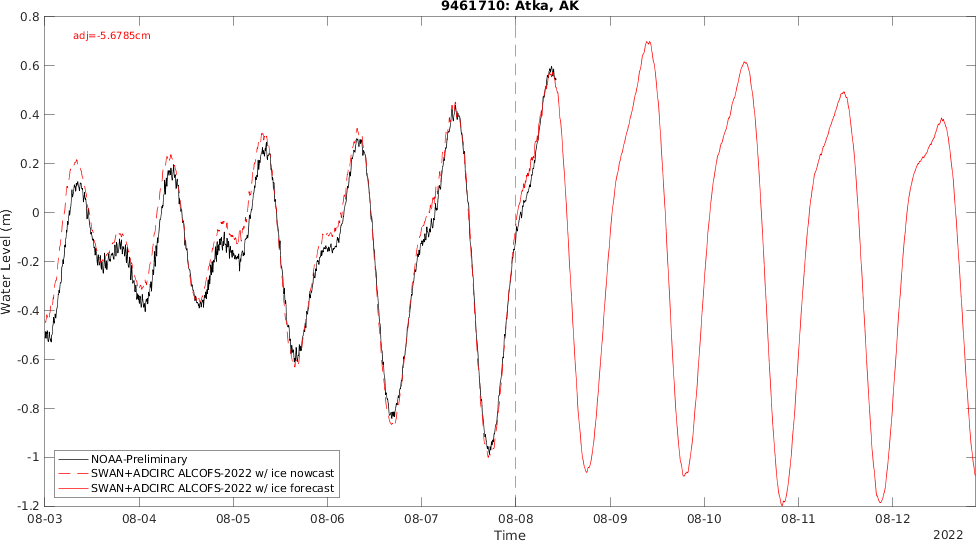 9461710: Atka, AK
adj=-5.6785cm
Water Level (m)
0.8
0.6
0.4
0.2
0
-0.2
-0.4
-0.6
-0.8
-1
-1.2
NOAA-Preliminary
SWAN+ADCIRC ALCOFS-2022 w/ ice nowcast
SWAN+ADCIRC ALCOFS-2022 w/ ice forecast
08-03 08-04 08-05 08-06 08-07 08-08 08-09 08-10 08-11 08-12
Time
2022